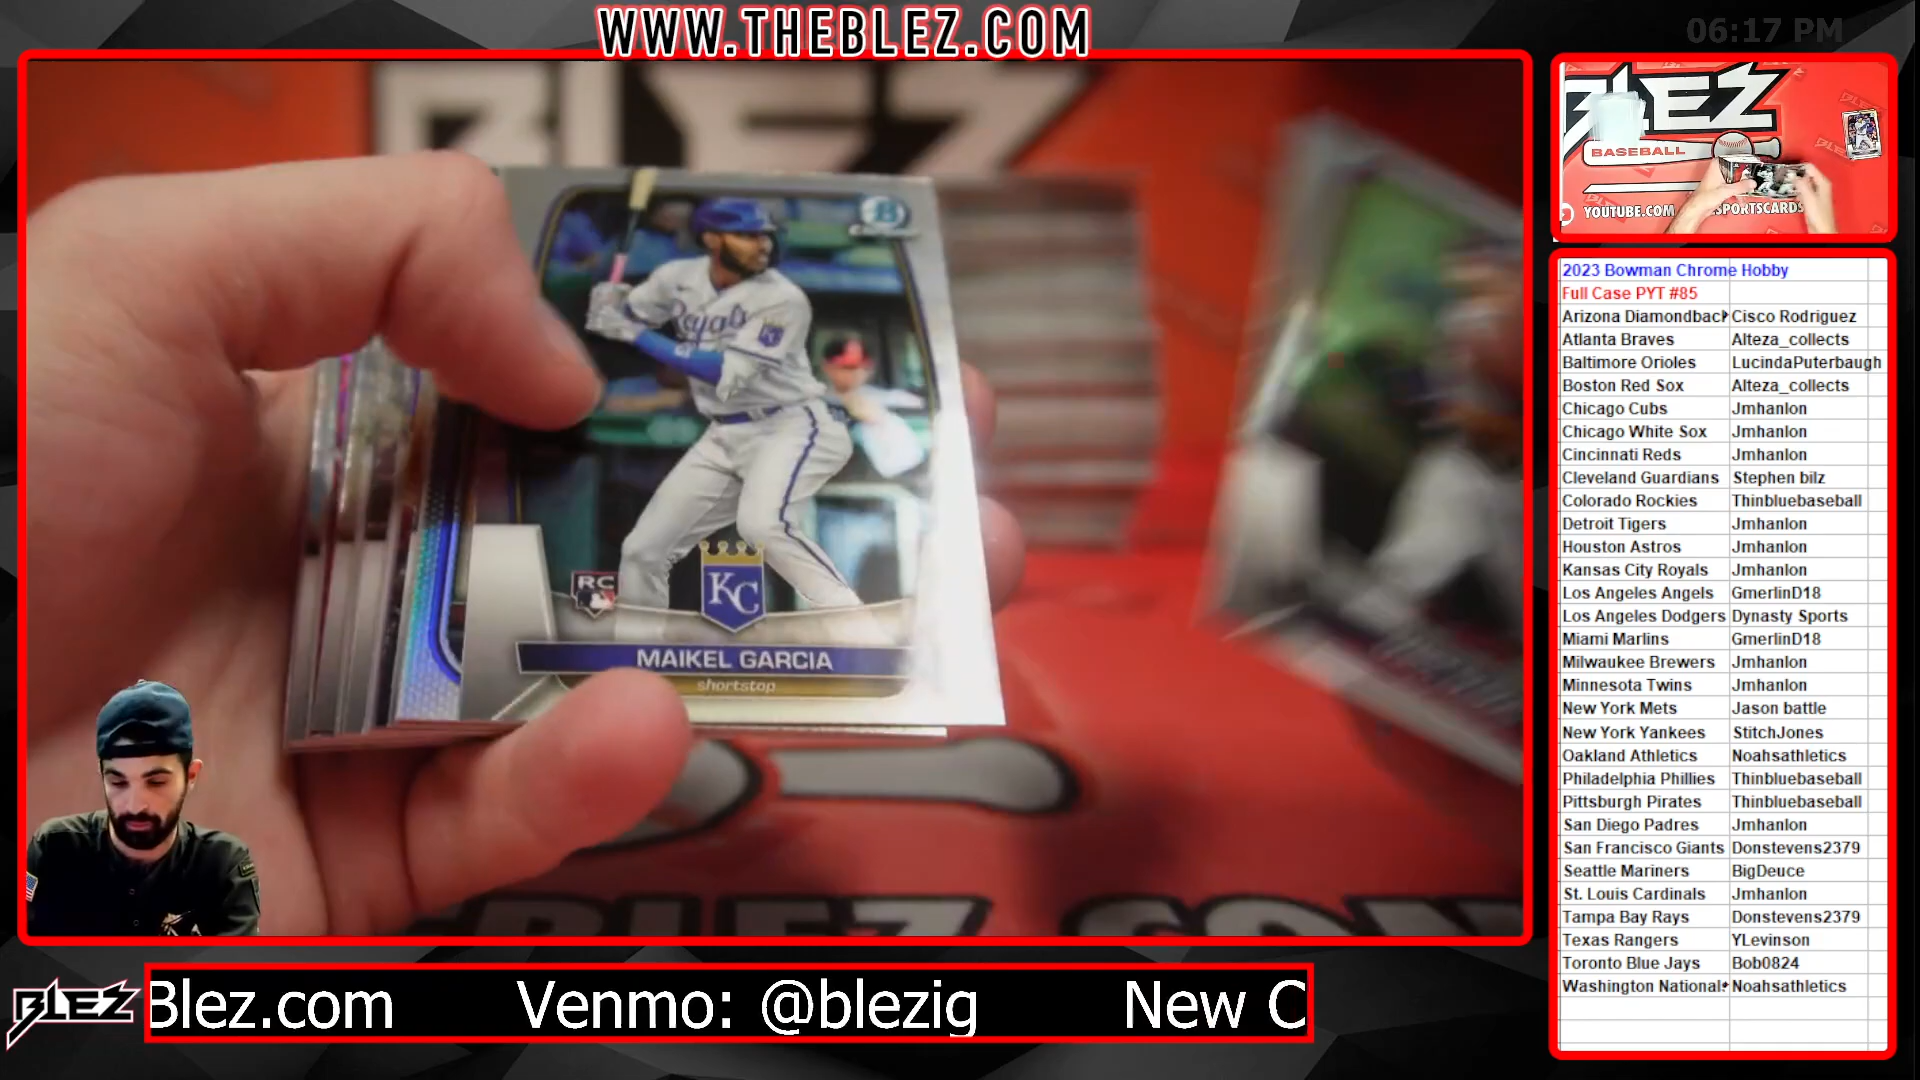 WWW.THEBLEZ.COM
06:17 PM
BLEZ
BASEBALL
YOUTUBE.COM
SPORTSCARDS
Royals
KC
RC
KC
MAIKEL GARCIA
shortstop
2023 Bowman Chrome Hobby
Full Case PYT #85
Arizona Diamondback Cisco Rodriguez
Atlanta Braves Alteza_collects
Baltimore Orioles LucindaPuterbaugh
Boston Red Sox Alteza_collects
Chicago Cubs Jmhanlon
Chicago White Sox Jmhanlon
Cincinnati Reds Jmhanlon
Cleveland Guardians Stephen bilz
Colorado Rockies Thinbluebaseball
Detroit Tigers Jmhanlon
Houston Astros Jmhanlon
Kansas City Royals Jmhanlon
Los Angeles Angels GmerlinD18
Los Angeles Dodgers Dynasty Sports
Miami Marlins GmerlinD18
Milwaukee Brewers Jmhanlon
Minnesota Twins Jmhanlon
New York Mets Jason battle
New York Yankees StitchJones
Oakland Athletics Noahsathletics
Philadelphia Phillies Thinbluebaseball
Pittsburgh Pirates Thinbluebaseball
San Diego Padres Jmhanlon
San Francisco Giants Donstevens2379
Seattle Mariners BigDeuce
St. Louis Cardinals Jmhanlon
Tampa Bay Rays Donstevens2379
Texas Rangers YLevinson
Toronto Blue Jays Bob0824
Washington Nationals Noahsathletics
BLEZ
Blez.com Venmo: @blezig New C